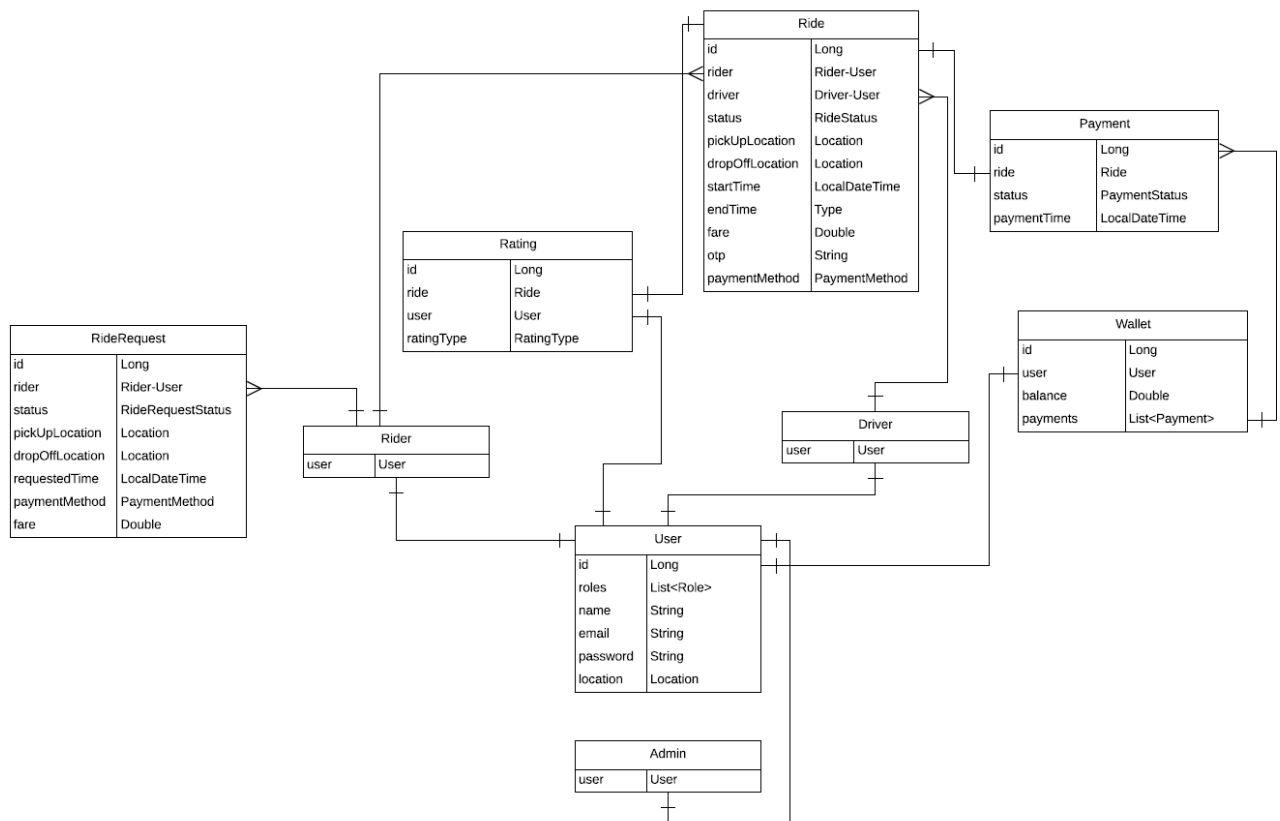 Ride
id Long
rider Rider-User
driver Driver-User
status RideStatus
pickUpLocation Location
dropOffLocation Location
startTime LocalDateTime
endTime Type
fare Double
otp String
paymentMethod PaymentMethod
Payment
id Long
ride Ride
status PaymentStatus
paymentTime LocalDateTime
Rating
id Long
ride Ride
user User
ratingType RatingType
RideRequest
id Long
rider Rider-User
status RideRequestStatus
pickUpLocation Location
dropOffLocation Location
requestedTime LocalDateTime
paymentMethod PaymentMethod
fare Double
Wallet
id Long
user User
balance Double
payments List<Payment>
Rider
user User
Driver
user User
User
id Long
roles List<Role>
name String
email String
password String
location Location
Admin
user User